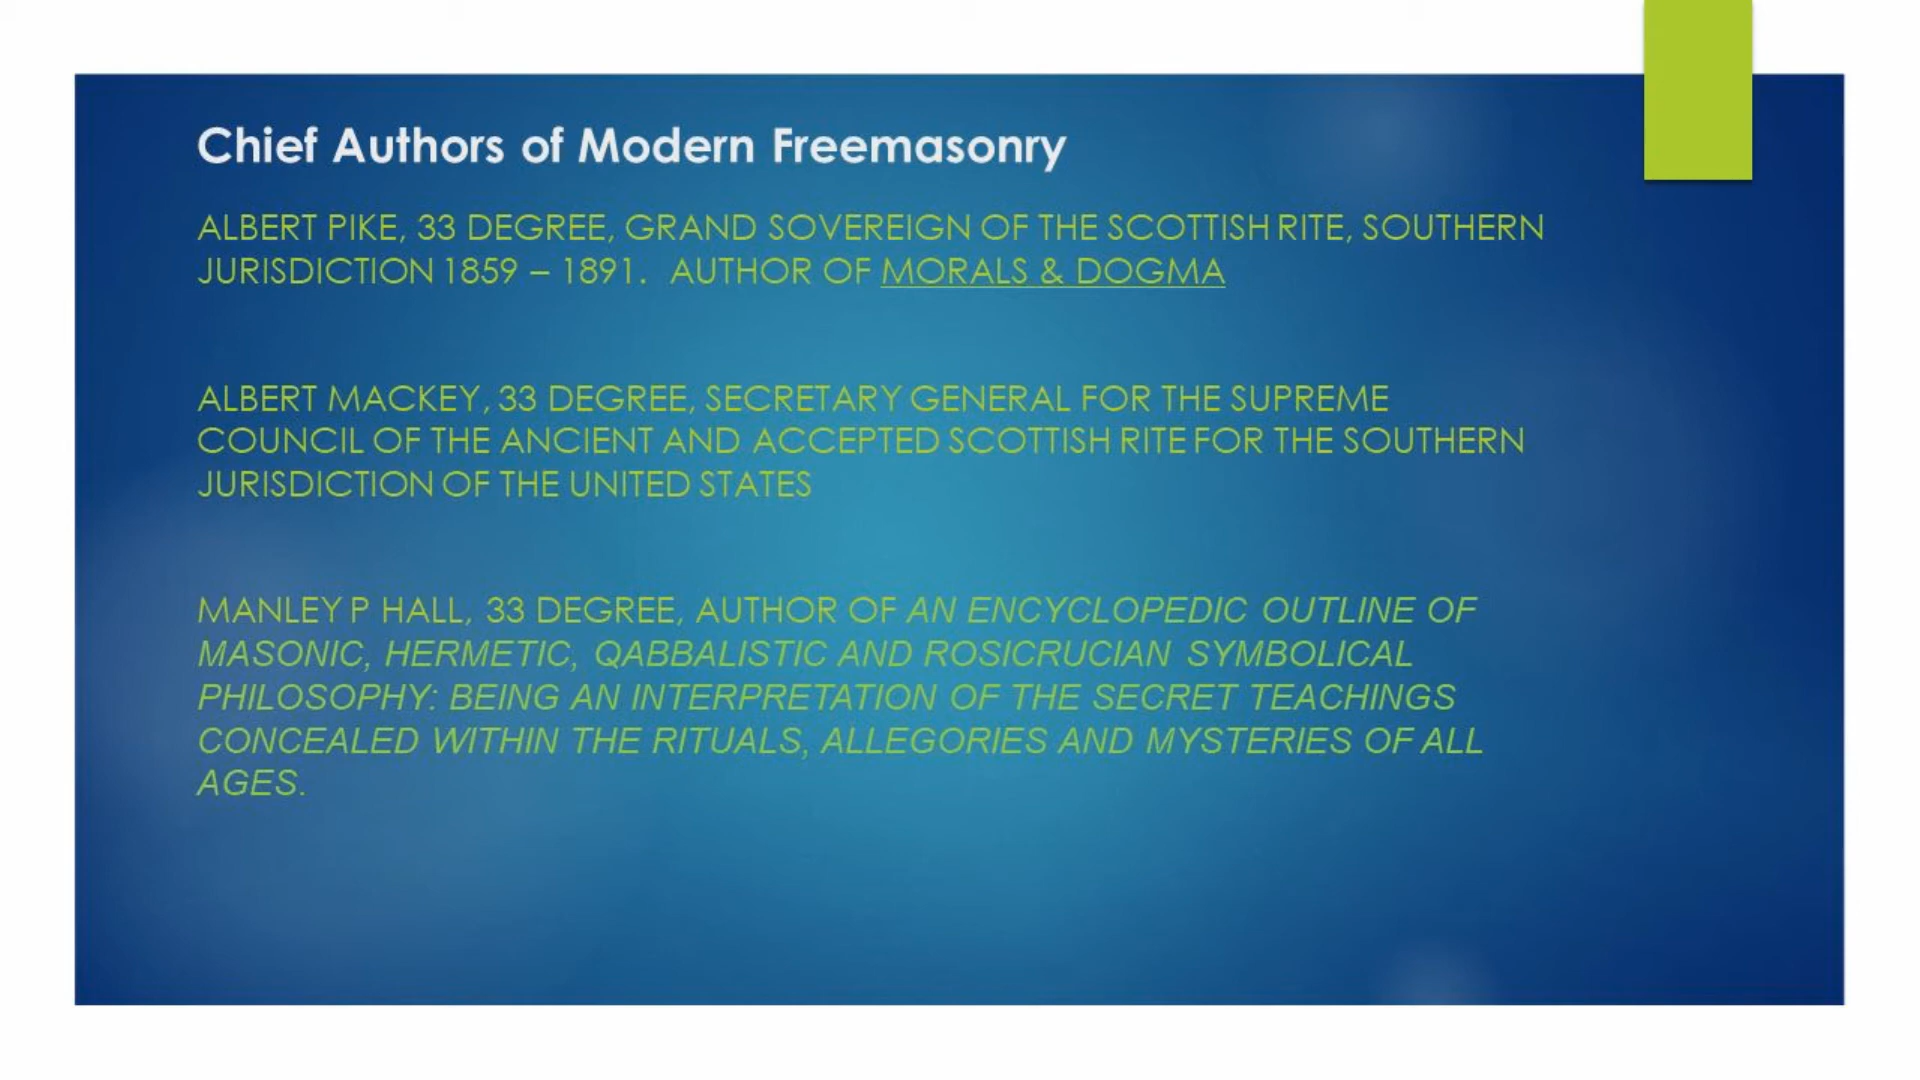 Chief Authors of Modern Freemasonry
ALBERT PIKE, 33 DEGREE, GRAND SOVEREIGN OF THE SCOTTISH RITE, SOUTHERN
JURISDICTION 1859 – 1891. AUTHOR OF MORALS & DOGMA
ALBERT MACKEY, 33 DEGREE, SECRETARY GENERAL FOR THE SUPREME
COUNCIL OF THE ANCIENT AND ACCEPTED SCOTTISH RITE FOR THE SOUTHERN
JURISDICTION OF THE UNITED STATES
MANLEY P HALL, 33 DEGREE, AUTHOR OF AN ENCYCLOPEDIC OUTLINE OF
MASONIC, HERMETIC, QABBALISTIC AND ROSICRUCIAN SYMBOLICAL
PHILOSOPHY: BEING AN INTERPRETATION OF THE SECRET TEACHINGS
CONCEALED WITHIN THE RITUALS, ALLEGORIES AND MYSTERIES OF ALL
AGES.